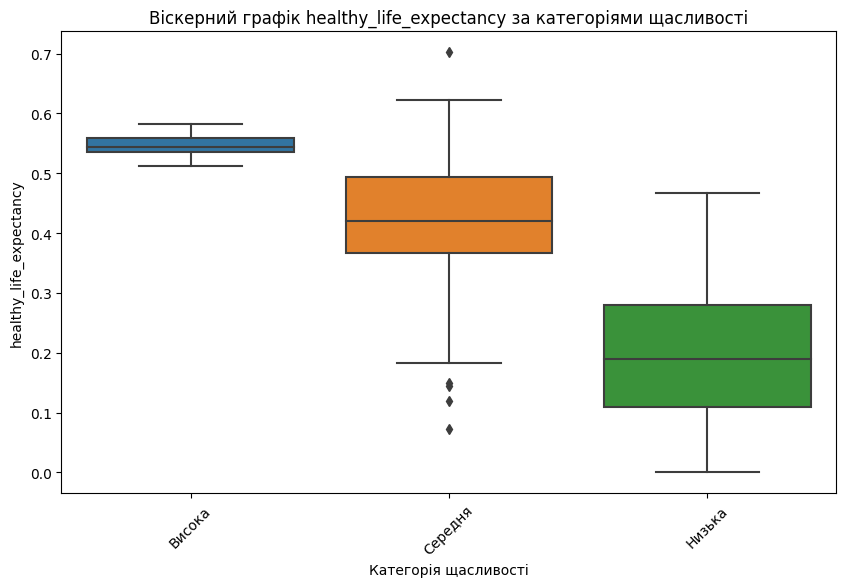 Віскерний графік healthy_life_expectancy за категоріями щасливості
healthy_life_expectancy
0.7
0.6
0.5
0.4
0.3
0.2
0.1
0.0
Висока
Середня
Низька
Категорія щасливості